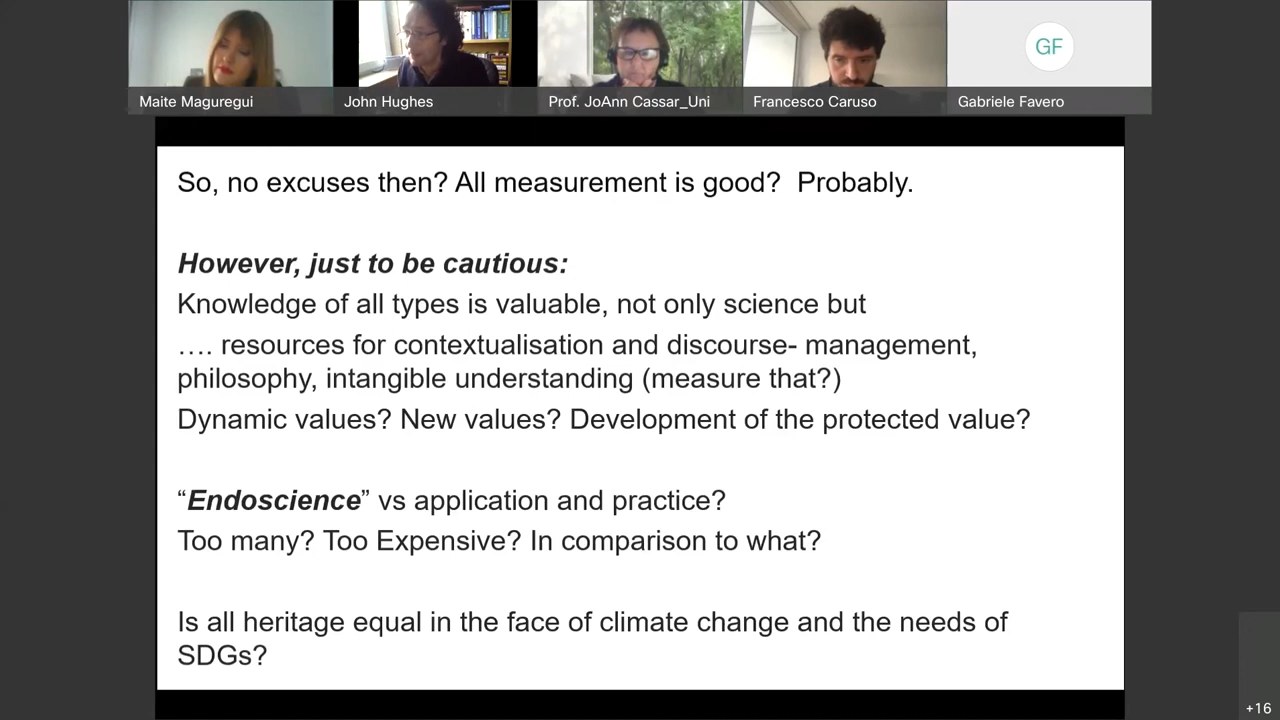 GF
Maite Maguregui
John Hughes
Prof. JoAnn Cassar_Uni
Francesco Caruso
Gabriele Favero
So, no excuses then? All measurement is good?  Probably.
However, just to be cautious:
Knowledge of all types is valuable, not only science but
…. resources for contextualisation and discourse- management,
philosophy, intangible understanding (measure that?)
Dynamic values? New values? Development of the protected value?
“Endoscience” vs application and practice?
Too many? Too Expensive? In comparison to what?
Is all heritage equal in the face of climate change and the needs of
SDGs?
+16